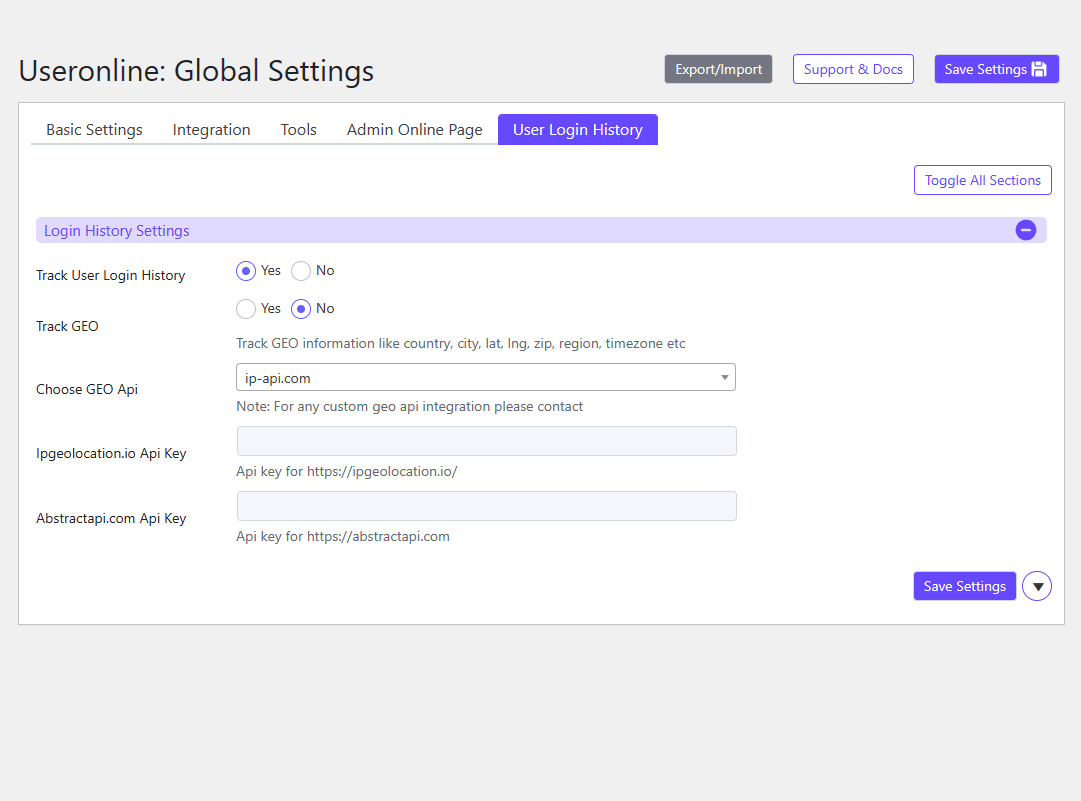 Useronline: Global Settings
Export/Import
Support & Docs
Save Settings
Basic Settings
Integration
Tools
Admin Online Page
User Login History
Toggle All Sections
Login History Settings
Track User Login History
Yes
No
Track GEO
Yes
No
Track GEO information like country, city, lat, lng, zip, region, timezone etc
Choose GEO Api
ip-api.com
Note: For any custom geo api integration please contact
Ipgeolocation.io Api Key
Api key for https://ipgeolocation.io/
Abstractapi.com Api Key
Api key for https://abstractapi.com
Save Settings